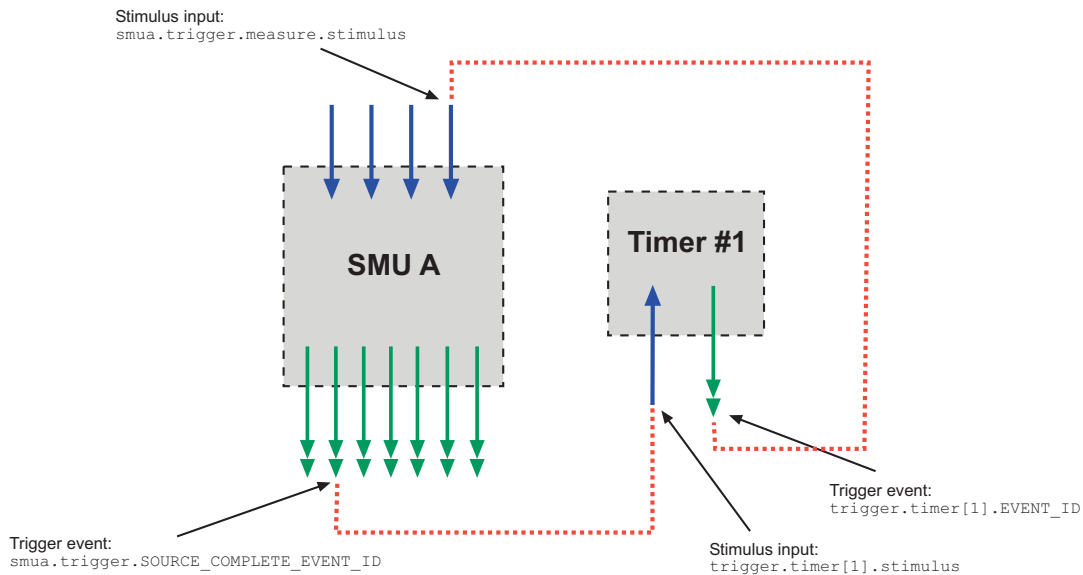 Stimulus input:
smua.trigger.measure.stimulus
SMU A
Timer #1
Trigger event:
trigger.timer[1].EVENT_ID
Trigger event:
smua.trigger.SOURCE_COMPLETE_EVENT_ID
Stimulus input:
trigger.timer[1].stimulus